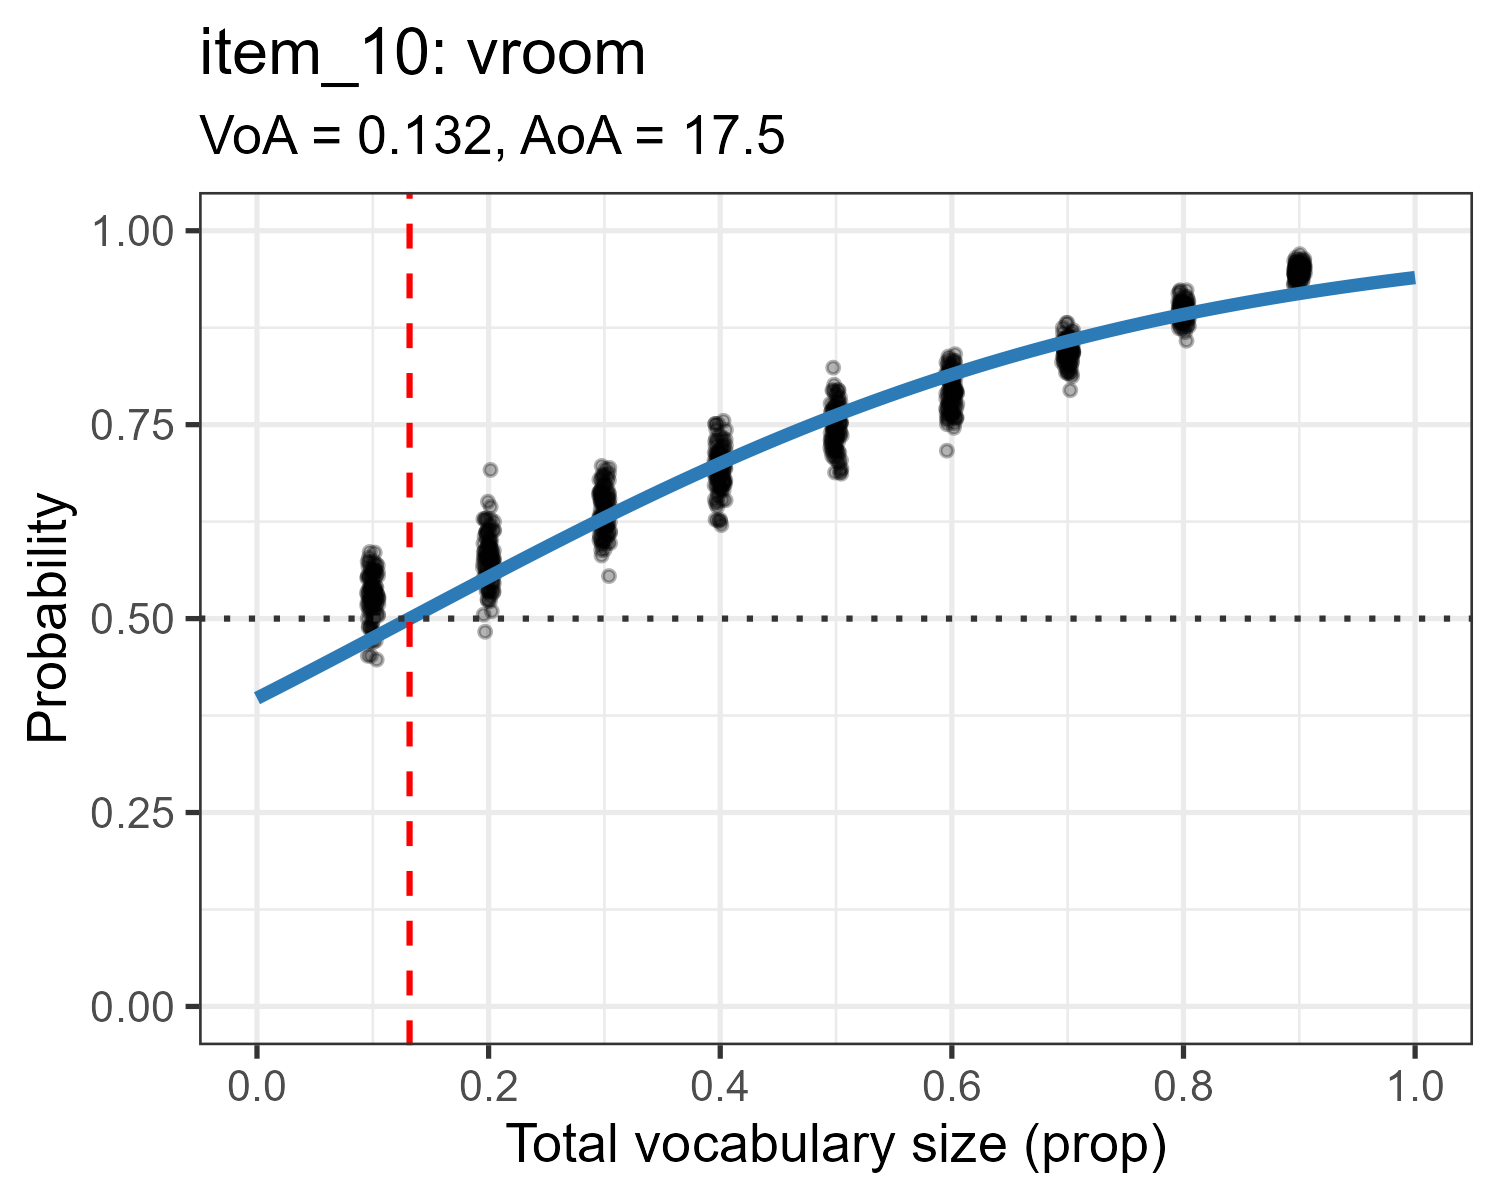 item_10: vroom
VoA = 0.132, AoA = 17.5
1.00
0.75
0.50
0.25
0.00
Probability
0.0 0.2 0.4 0.6 0.8 1.0
Total vocabulary size (prop)